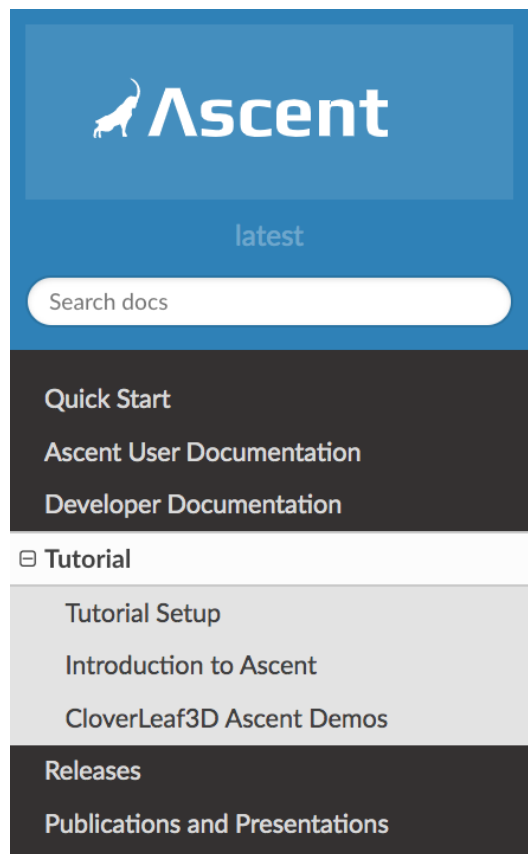 Ascent
latest
Search docs
Quick Start
Ascent User Documentation
Developer Documentation
Tutorial
Tutorial Setup
Introduction to Ascent
CloverLeaf3D Ascent Demos
Releases
Publications and Presentations